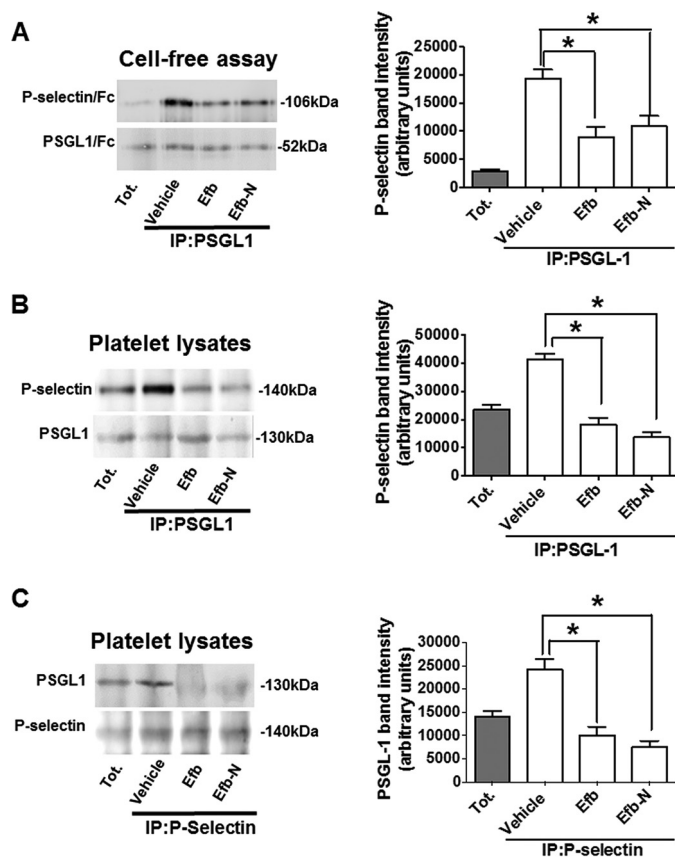 A
Cell-free assay
P-selectin/Fc
-106kDa
PSGL1/Fc
-52kDa
Tot.
Vehicle
Efb
Efb-N
IP:PSGL1
P-selectin band intensity
(arbitrary units)
25000
20000
15000
10000
5000
0
*
*
Tot.
Vehicle
Efb
Efb-N
IP:PSGL-1
B
Platelet lysates
P-selectin
-140kDa
PSGL1
-130kDa
Tot.
Vehicle
Efb
Efb-N
IP:PSGL1
P-selectin band intensity
(arbitrary units)
50000
40000
30000
20000
10000
0
*
*
Tot.
Vehicle
Efb
Efb-N
IP:PSGL-1
C
Platelet lysates
PSGL1
-130kDa
P-selectin
-140kDa
Tot.
Vehicle
Efb
Efb-N
IP:P-Selectin
PSGL-1 band intensity
(arbitrary units)
30000
25000
20000
15000
10000
5000
0
*
*
Tot.
Vehicle
Efb
Efb-N
IP:P-selectin